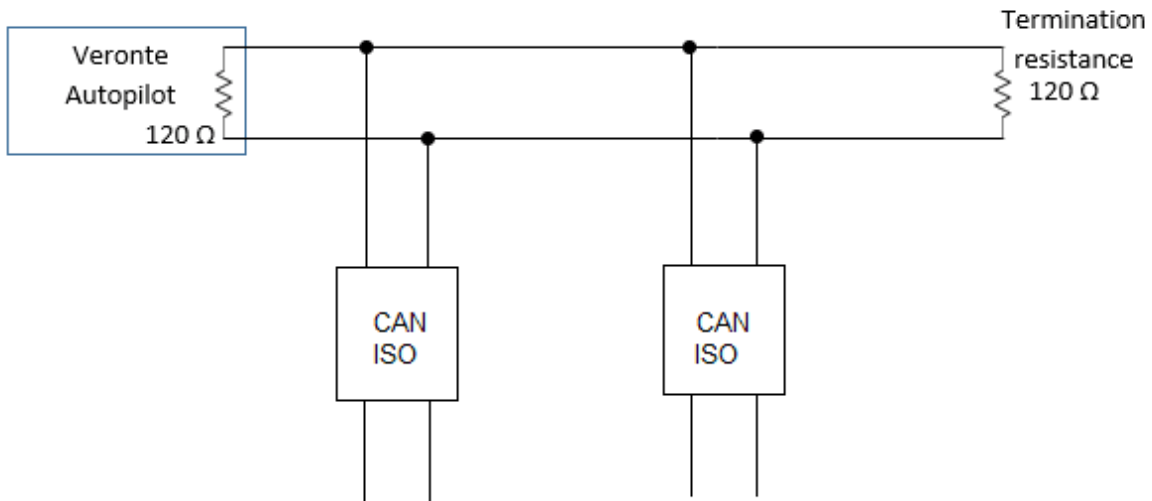 Veronte
Autopilot
120 Ω
Termination
resistance
120 Ω
CAN
ISO
CAN
ISO